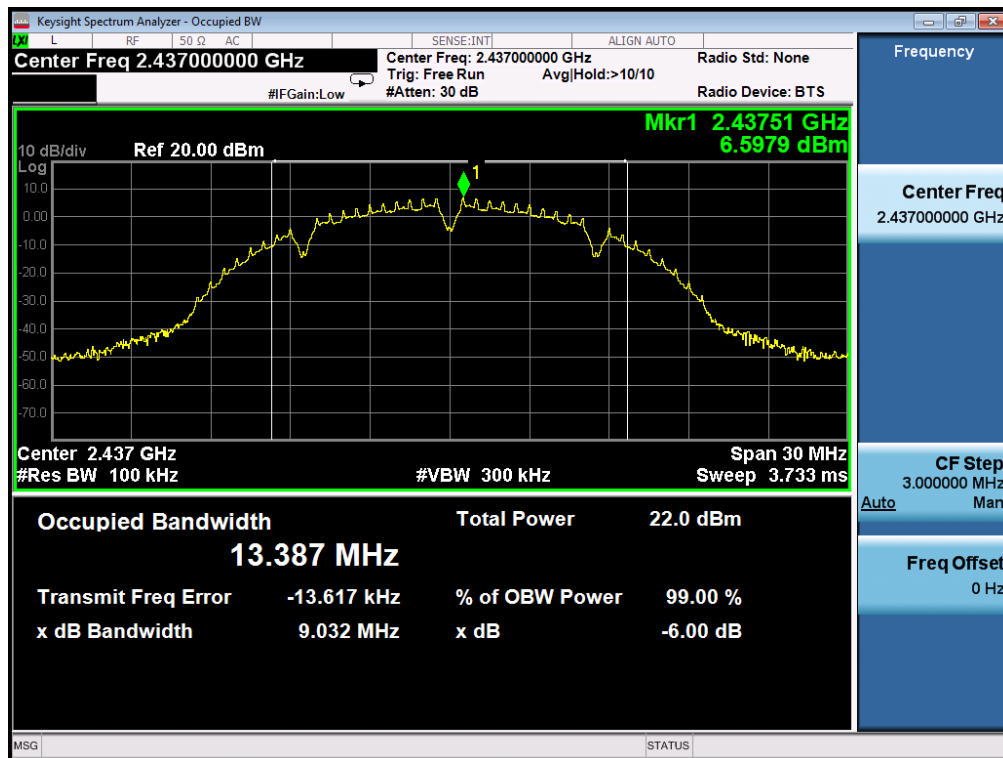 Keysight Spectrum Analyzer - Occupied BW
LXI L RF 50 Ω AC SENSE:INT ALIGN AUTO
Center Freq 2.437000000 GHz
#IFGain:Low
Center Freq: 2.437000000 GHz
Trig: Free Run Avg|Hold:>10/10
#Atten: 30 dB
Radio Std: None
Radio Device: BTS
Frequency
Mkr1 2.43751 GHz
6.5979 dBm
10 dB/div Ref 20.00 dBm
Log
1
10.0
0.00
-10.0
-20.0
-30.0
-40.0
-50.0
-60.0
-70.0
Center 2.437 GHz Span 30 MHz
#Res BW 100 kHz #VBW 300 kHz Sweep 3.733 ms
Occupied Bandwidth Total Power 22.0 dBm
13.387 MHz
Transmit Freq Error -13.617 kHz % of OBW Power 99.00 %
x dB Bandwidth 9.032 MHz x dB -6.00 dB
Center Freq
2.437000000 GHz
CF Step
3.000000 MHz
Auto Man
Freq Offset
0 Hz
MSG STATUS